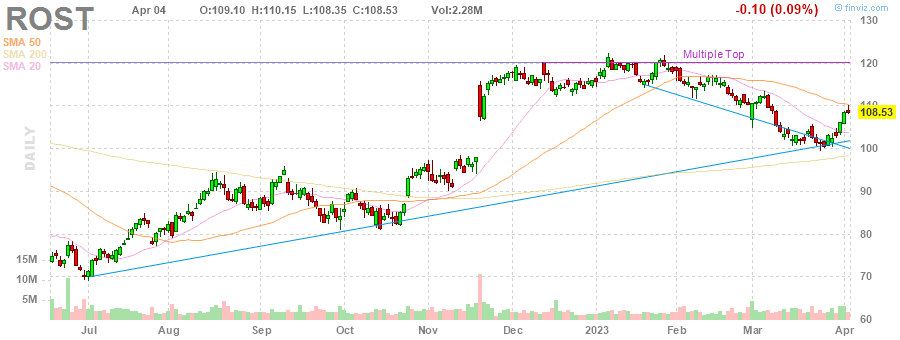 ROST
Apr 04 O:109.10 H:110.15 L:108.35 C:108.53 Vol:2.28M -0.10 (0.09%) © finviz.com
SMA 50
SMA 200
SMA 20
Multiple Top
DAILY
130
120
110
108.53
100
90
80
70
60
15M
10M
5M
Jul Aug Sep Oct Nov Dec 2023 Feb Mar Apr